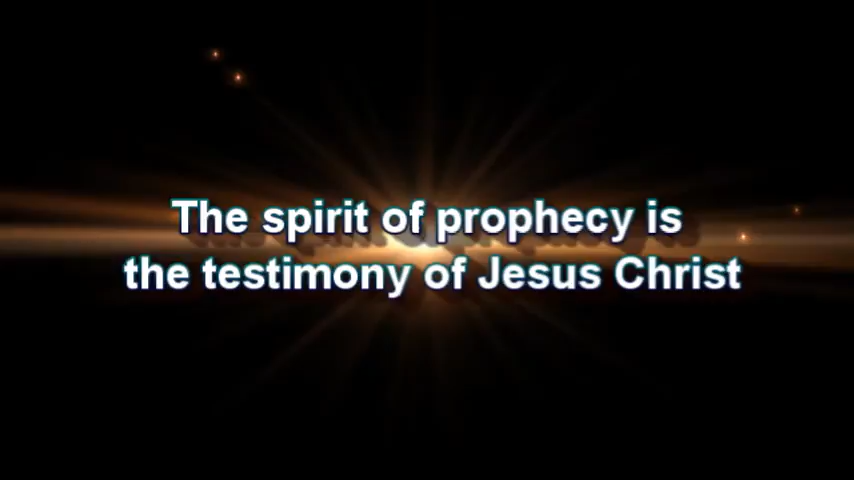 The spirit of prophecy is
the testimony of Jesus Christ